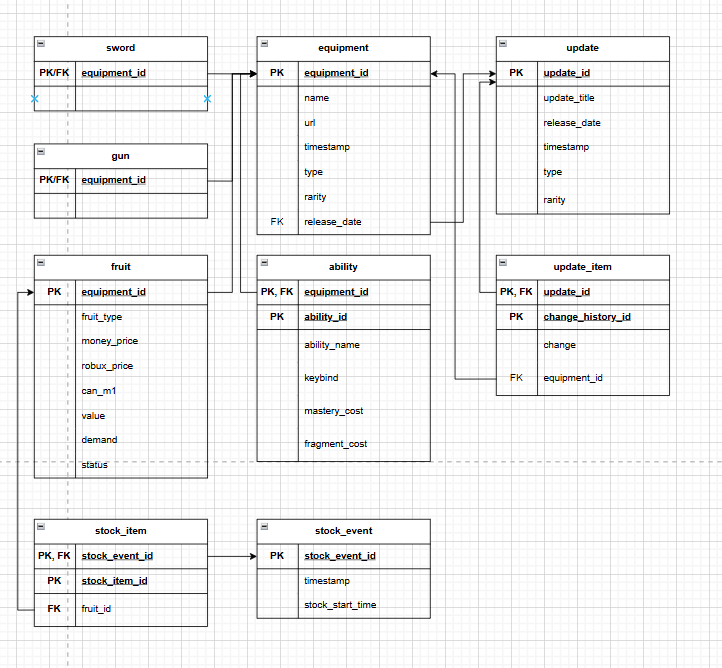 sword
PK/FK equipment_id
gun
PK/FK equipment_id
fruit
PK equipment_id
fruit_type
money_price
robux_price
can_m1
value
demand
status
stock_item
PK, FK stock_event_id
PK stock_item_id
FK fruit_id
equipment
PK equipment_id
name
url
timestamp
type
rarity
FK release_date
ability
PK, FK equipment_id
PK ability_id
ability_name
keybind
mastery_cost
fragment_cost
stock_event
PK stock_event_id
timestamp
stock_start_time
update
PK update_id
update_title
release_date
timestamp
type
rarity
update_item
PK, FK update_id
PK change_history_id
change
FK equipment_id